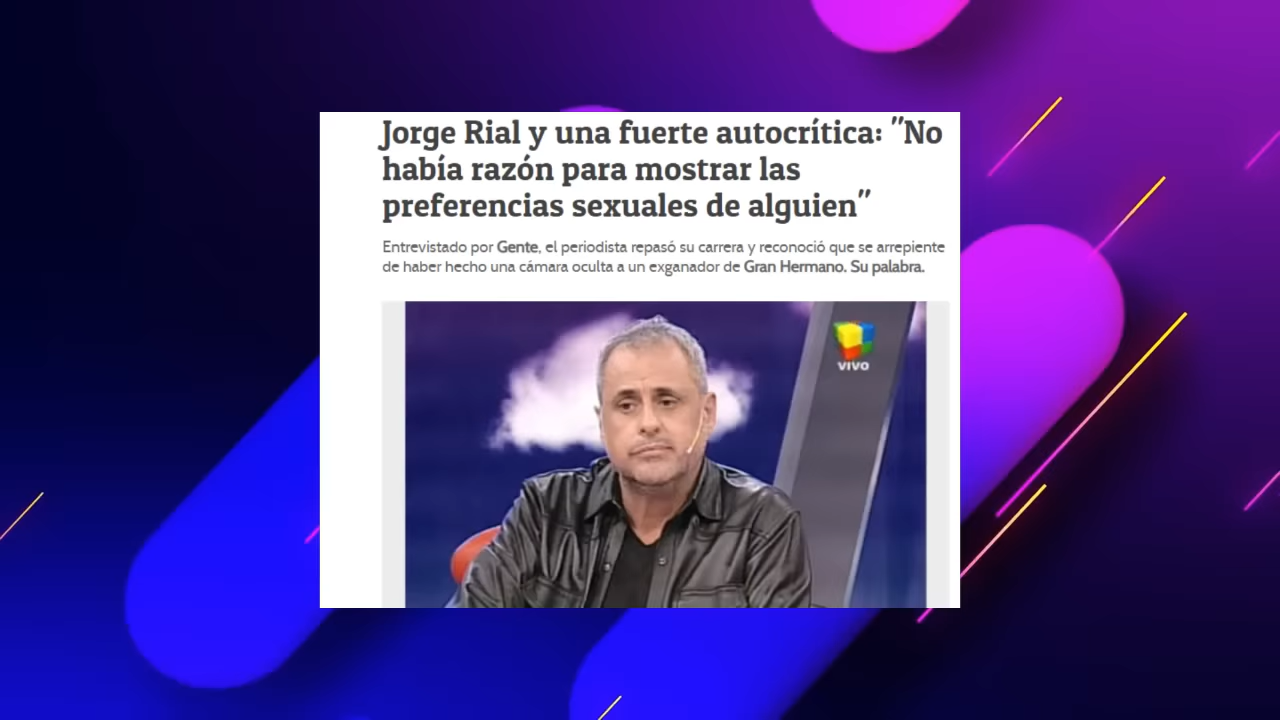 Jorge Rial y una fuerte autocrítica: "No
había razón para mostrar las
preferencias sexuales de alguien"
Entrevistado por Gente, el periodista repasó su carrera y reconoció que se arrepiente
de haber hecho una cámara oculta a un exganador de Gran Hermano. Su palabra.
VIVO